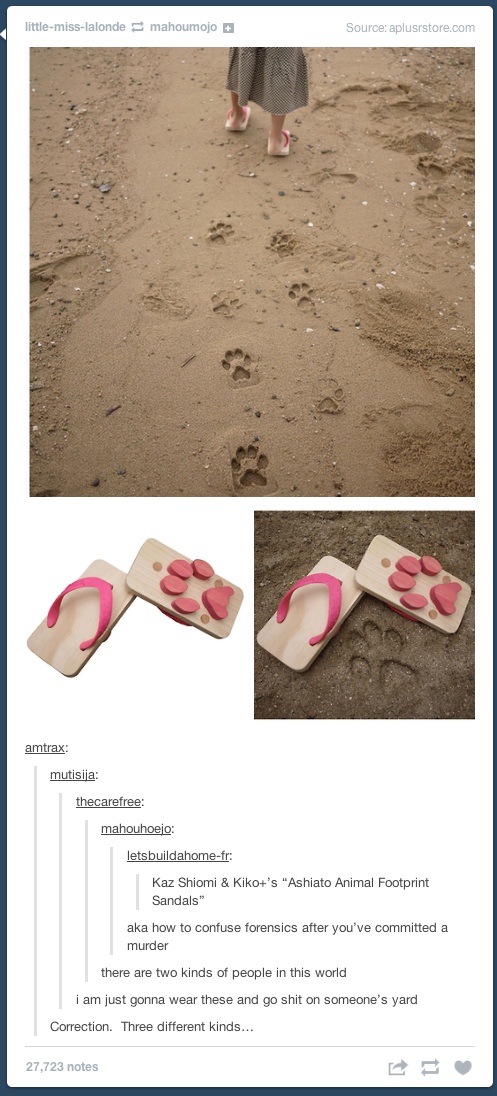 little-miss-lalonde mahoumojo
Source: aplusrstore.com
amtrax:
mutisija:
thecarefree:
mahouhoejo:
letsbuildahome-fr:
Kaz Shiomi & Kiko+’s “Ashiato Animal Footprint
Sandals”
aka how to confuse forensics after you’ve committed a
murder
there are two kinds of people in this world
i am just gonna wear these and go shit on someone’s yard
Correction.  Three different kinds…
27,723 notes